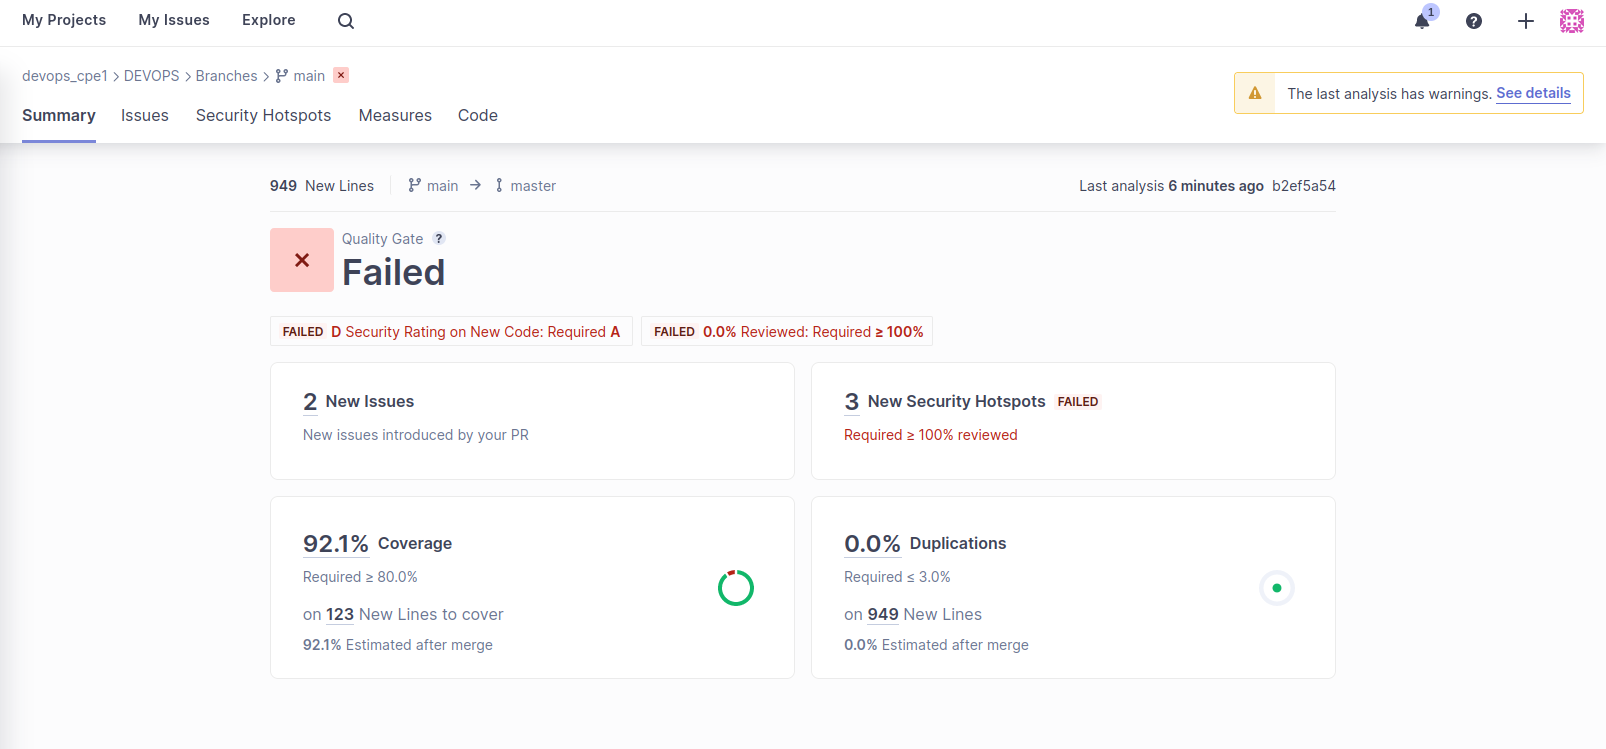 My Projects My Issues Explore 1
devops_cpe1 > DEVOPS > Branches > main
The last analysis has warnings. See details
Summary Issues Security Hotspots Measures Code
949 New Lines main → master Last analysis 6 minutes ago b2ef5a54
Quality Gate ?
Failed
FAILED D Security Rating on New Code: Required A FAILED 0.0% Reviewed: Required ≥ 100%
2 New Issues
New issues introduced by your PR
3 New Security Hotspots FAILED
Required ≥ 100% reviewed
92.1% Coverage
Required ≥ 80.0%
on 123 New Lines to cover
92.1% Estimated after merge
0.0% Duplications
Required ≤ 3.0%
on 949 New Lines
0.0% Estimated after merge